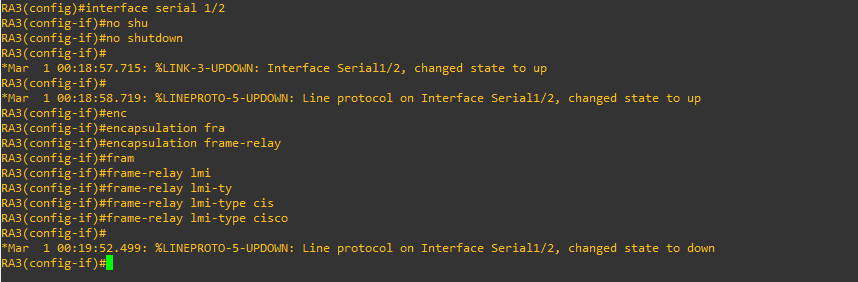 RA3(config)#interface serial 1/2
RA3(config-if)#no shu
RA3(config-if)#no shutdown
RA3(config-if)#
*Mar  1 00:18:57.715: %LINK-3-UPDOWN: Interface Serial1/2, changed state to up
RA3(config-if)#
*Mar  1 00:18:58.719: %LINEPROTO-5-UPDOWN: Line protocol on Interface Serial1/2, changed state to up
RA3(config-if)#enc
RA3(config-if)#encapsulation fra
RA3(config-if)#encapsulation frame-relay
RA3(config-if)#fram
RA3(config-if)#frame-relay lmi
RA3(config-if)#frame-relay lmi-ty
RA3(config-if)#frame-relay lmi-type cis
RA3(config-if)#frame-relay lmi-type cisco
RA3(config-if)#
*Mar  1 00:19:52.499: %LINEPROTO-5-UPDOWN: Line protocol on Interface Serial1/2, changed state to down
RA3(config-if)#